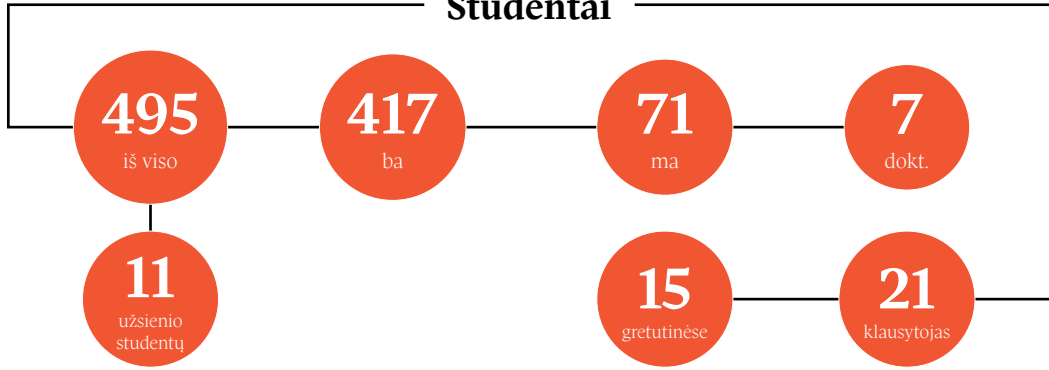 Studentai
495
iš viso
417
ba
71
ma
7
dokt.
11
užsienio
studentų
15
gretutinėse
21
klausytojas